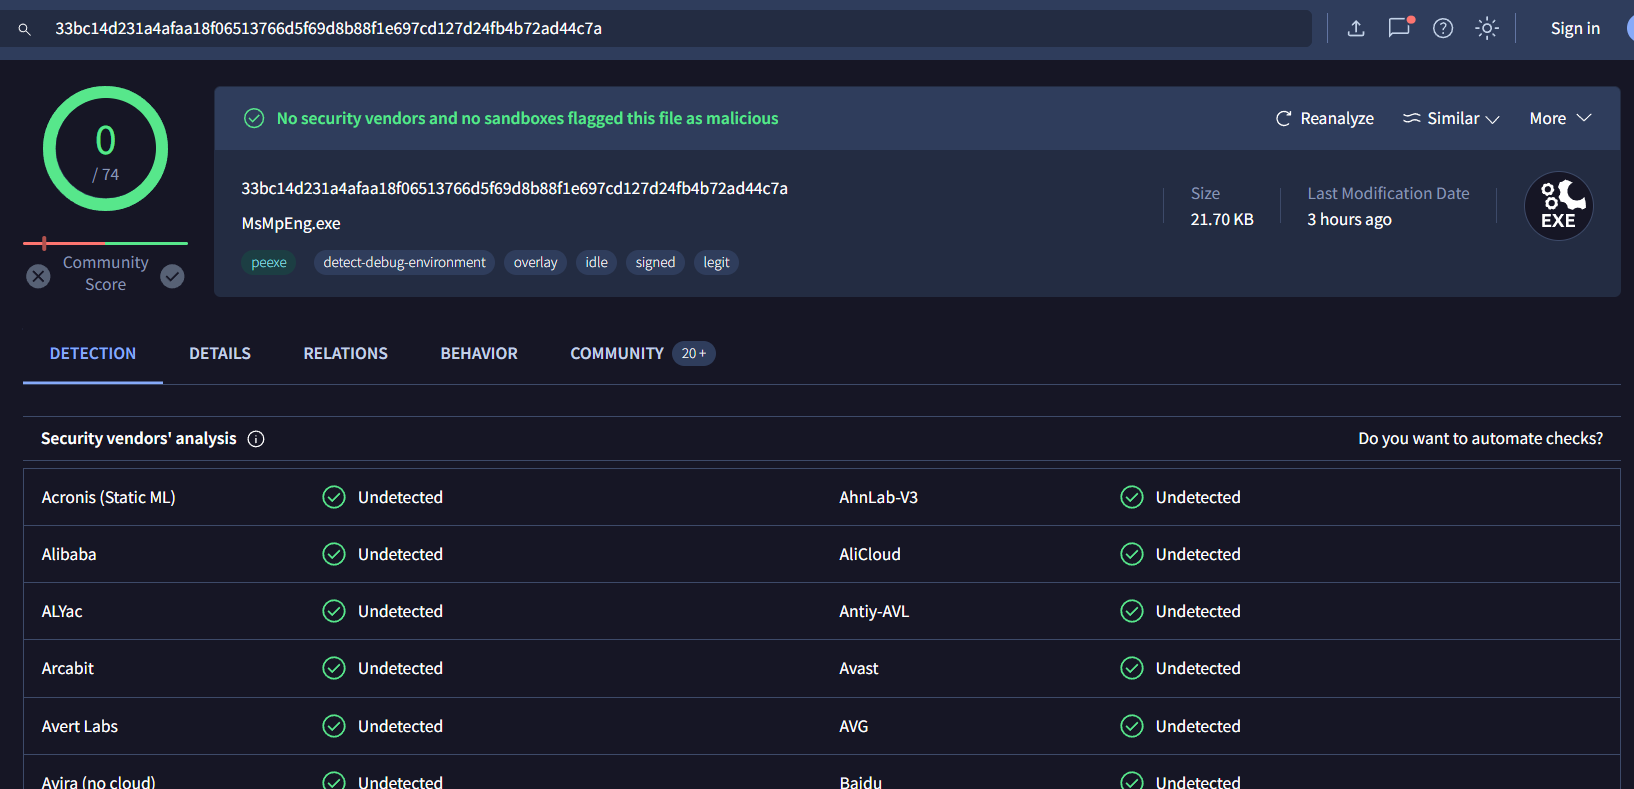 33bc14d231a4afaa18f06513766d5f69d8b88f1e697cd127d24fb4b72ad44c7a
Sign in
0
/ 74
Community
Score
No security vendors and no sandboxes flagged this file as malicious
Reanalyze
Similar
More
33bc14d231a4afaa18f06513766d5f69d8b88f1e697cd127d24fb4b72ad44c7a
MsMpEng.exe
peexe
detect-debug-environment
overlay
idle
signed
legit
Size
21.70 KB
Last Modification Date
3 hours ago
EXE
DETECTION
DETAILS
RELATIONS
BEHAVIOR
COMMUNITY
20+
Security vendors' analysis
Do you want to automate checks?
Acronis (Static ML)
Undetected
AhnLab-V3
Undetected
Alibaba
Undetected
AliCloud
Undetected
ALYac
Undetected
Antiy-AVL
Undetected
Arcabit
Undetected
Avast
Undetected
Avert Labs
Undetected
AVG
Undetected
Avira (no cloud)
Undetected
Baidu
Undetected